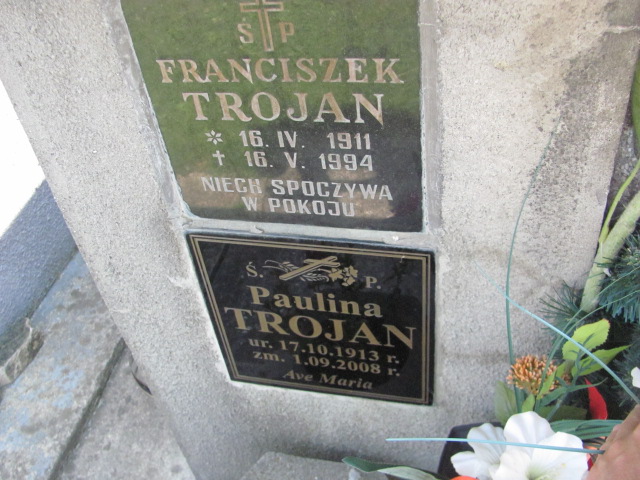 Ś P
FRANCISZEK
TROJAN
* 16. IV. 1911
† 16. V. 1994
NIECH SPOCZYWA
W POKOJU
Ś. P.
Paulina
TROJAN
ur. 17.10.1913 r.
zm. 1.09.2008 r.
Ave Maria